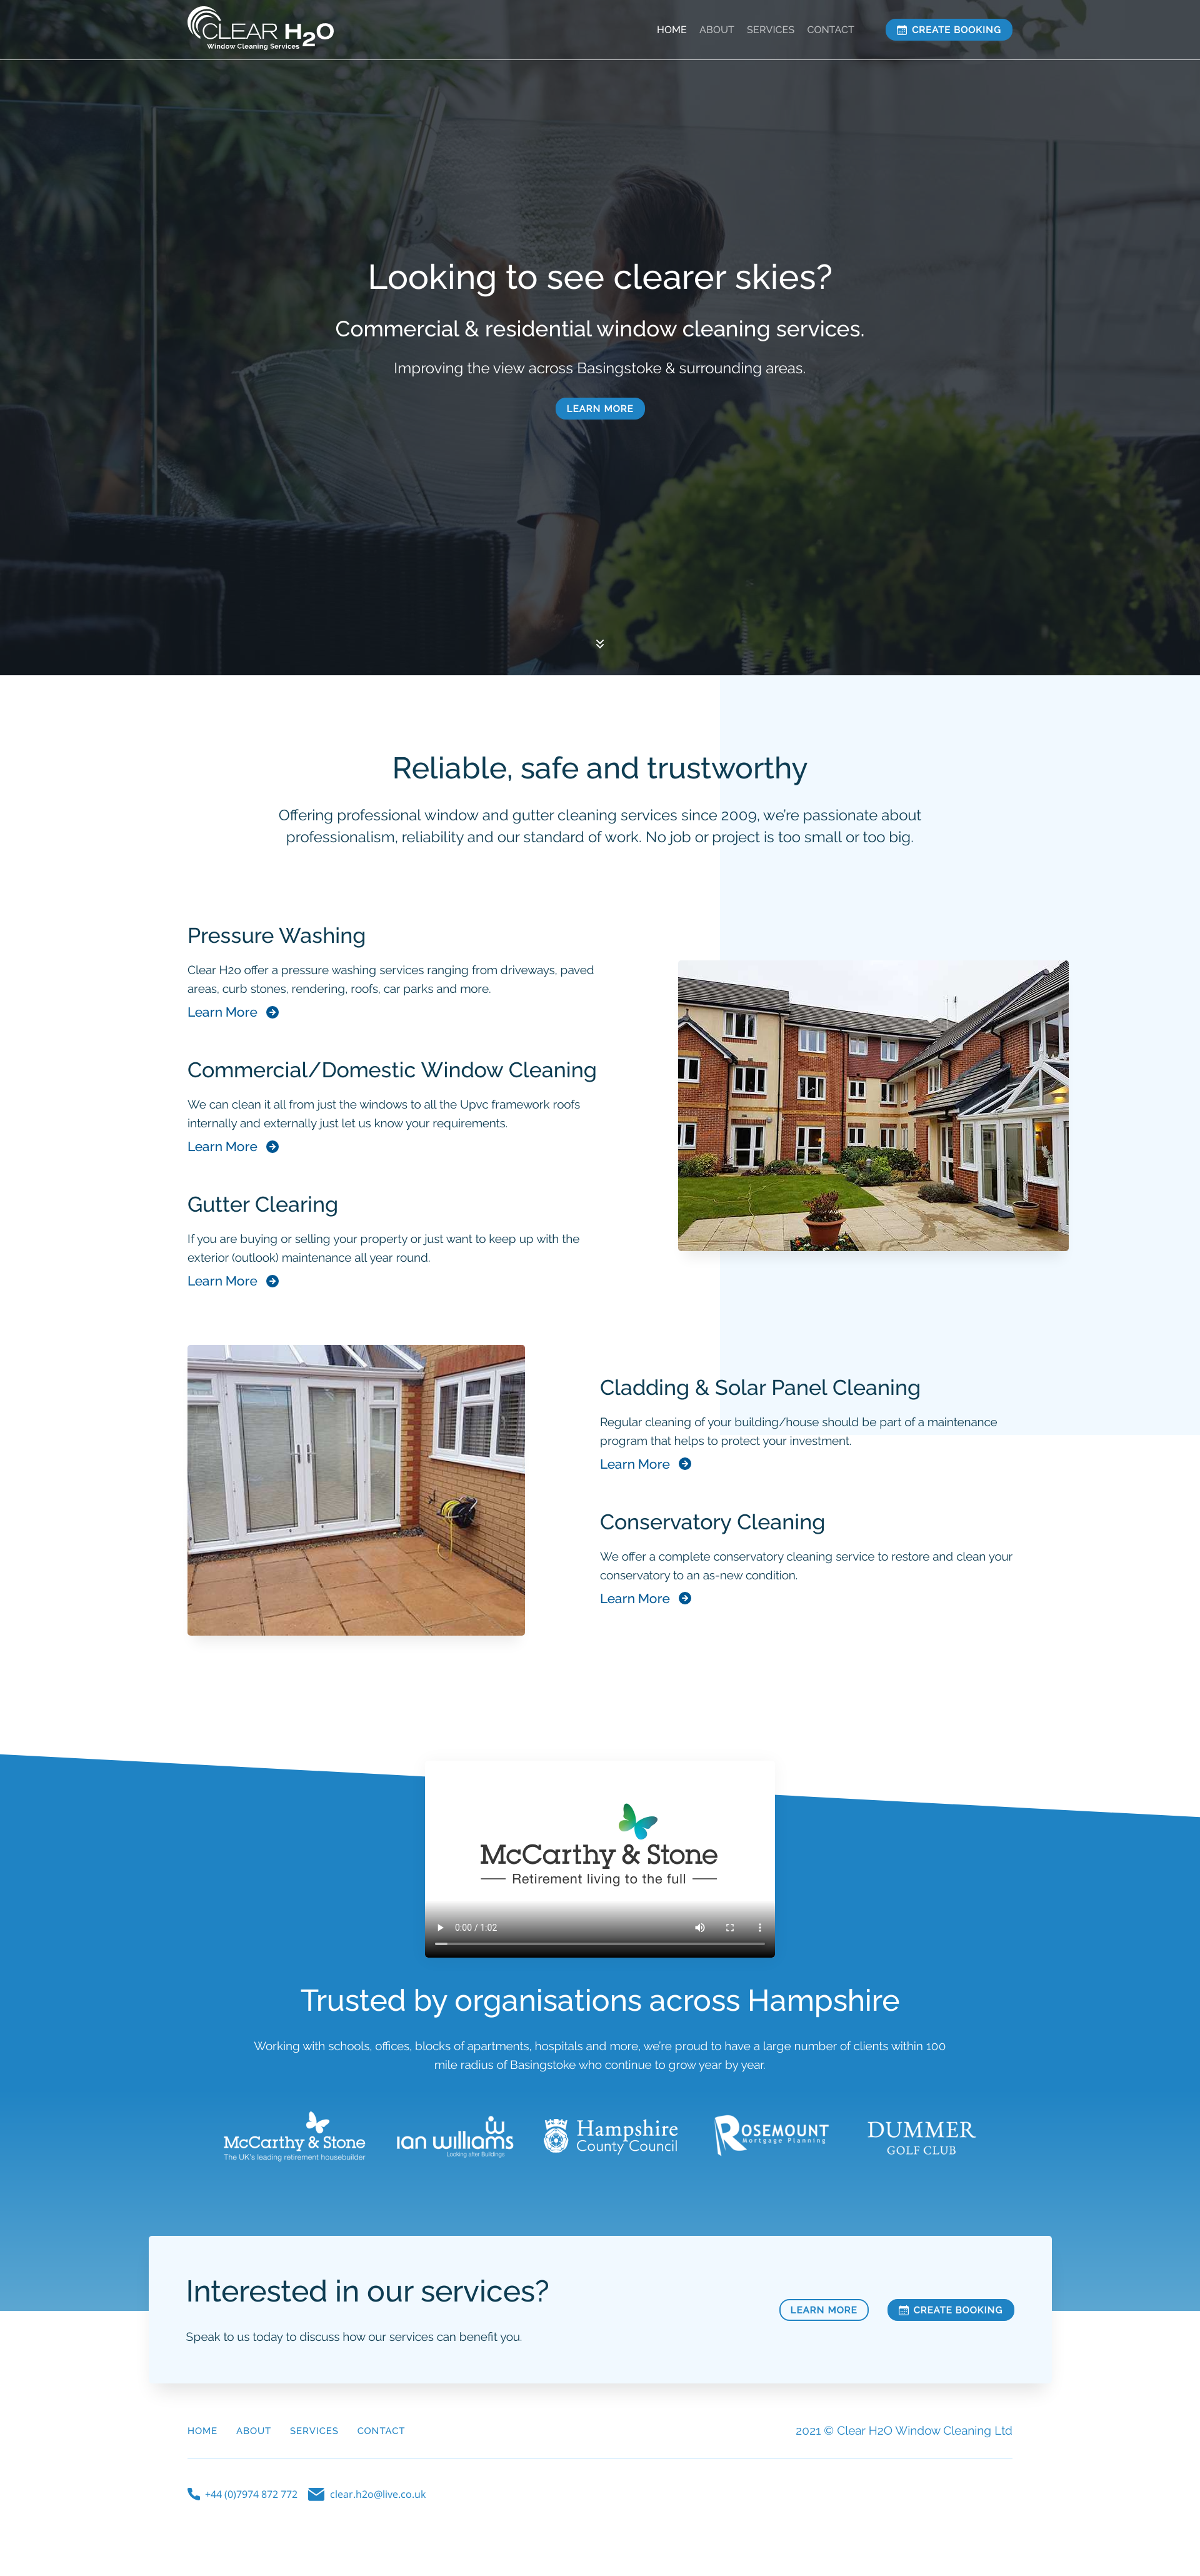 CLEAR H2O
Window Cleaning Services
HOME ABOUT SERVICES CONTACT CREATE BOOKING
Looking to see clearer skies?
Commercial & residential window cleaning services.
Improving the view across Basingstoke & surrounding areas.
LEARN MORE
Reliable, safe and trustworthy
Offering professional window and gutter cleaning services since 2009, we're passionate about
professionalism, reliability and our standard of work. No job or project is too small or too big.
Pressure Washing
Clear H2o offer a pressure washing services ranging from driveways, paved
areas, curb stones, rendering, roofs, car parks and more.
Learn More
Commercial/Domestic Window Cleaning
We can clean it all from just the windows to all the Upvc framework roofs
internally and externally just let us know your requirements.
Learn More
Gutter Clearing
If you are buying or selling your property or just want to keep up with the
exterior (outlook) maintenance all year round.
Learn More
Cladding & Solar Panel Cleaning
Regular cleaning of your building/house should be part of a maintenance
program that helps to protect your investment.
Learn More
Conservatory Cleaning
We offer a complete conservatory cleaning service to restore and clean your
conservatory to an as-new condition.
Learn More
McCarthy & Stone
Retirement living to the full
0:00 / 1:02
Trusted by organisations across Hampshire
Working with schools, offices, blocks of apartments, hospitals and more, we're proud to have a large number of clients within 100
mile radius of Basingstoke who continue to grow year by year.
McCarthy & Stone
The UK's leading retirement housebuilder
ian williams
Looking after Buildings
Hampshire
County Council
ROSEMOUNT
Mortgage Planning
DUMMER
GOLF CLUB
Interested in our services?
Speak to us today to discuss how our services can benefit you.
LEARN MORE CREATE BOOKING
HOME ABOUT SERVICES CONTACT
2021 © Clear H2O Window Cleaning Ltd
+44 (0)7974 872 772 clear.h2o@live.co.uk